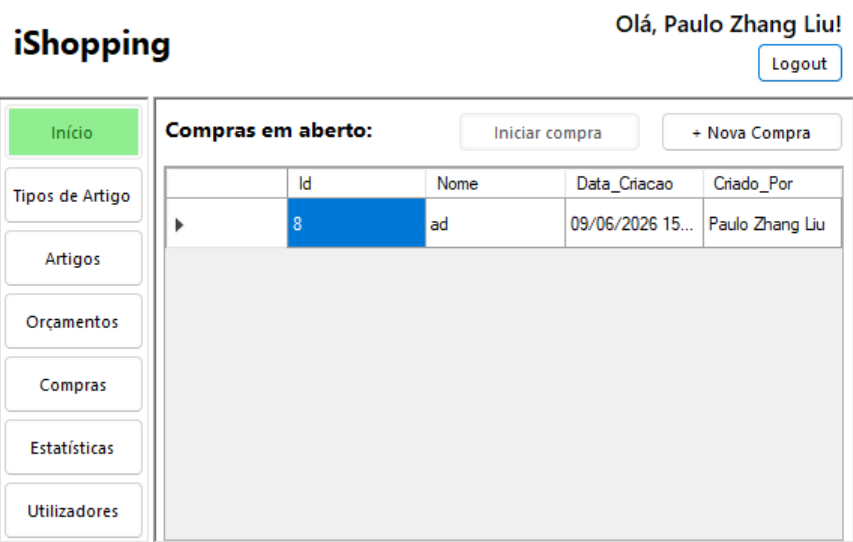 iShopping
Olá, Paulo Zhang Liu!
Logout
Início
Tipos de Artigo
Artigos
Orçamentos
Compras
Estatísticas
Utilizadores
Compras em aberto:
Iniciar compra
+ Nova Compra
Id Nome Data_Criacao Criado_Por
8 ad 09/06/2026 15... Paulo Zhang Liu